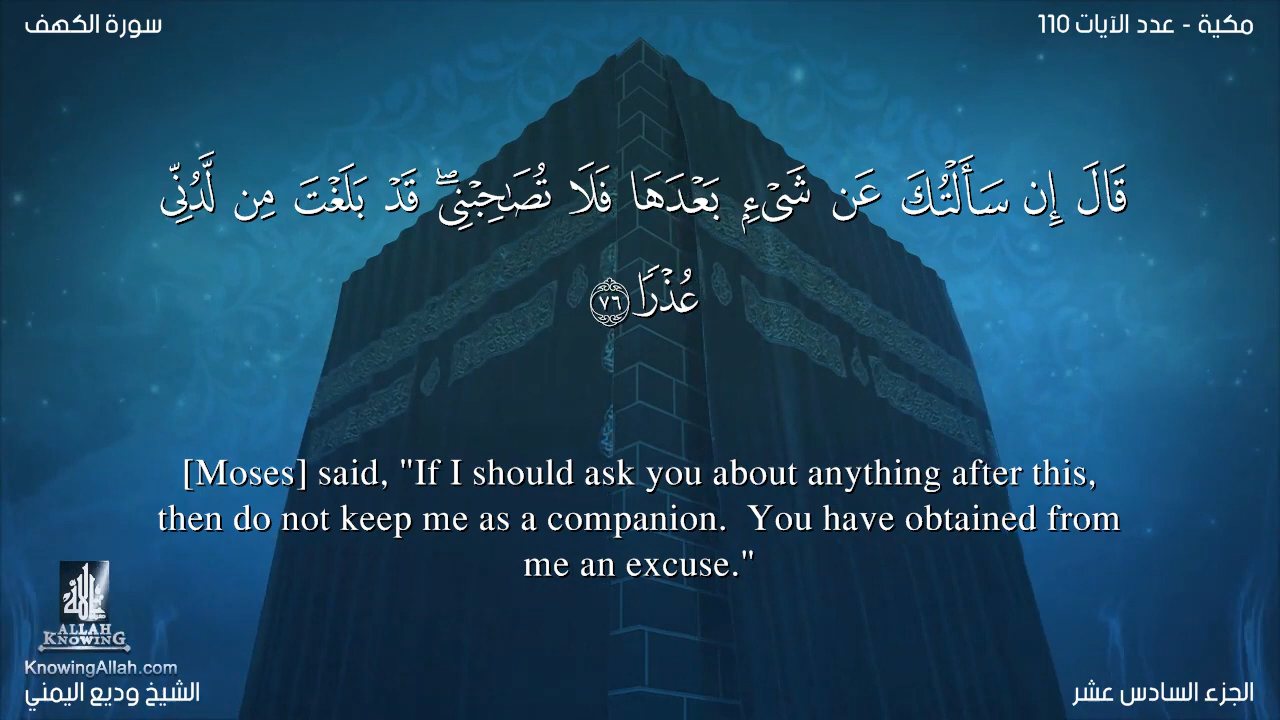 سورة الكهف
مكية - عدد الآيات 110
قَالَ إِن سَأَلْتُكَ عَن شَىْءٍۭ بَعْدَهَا فَلَا تُصَـٰحِبْنِى ۖ قَدْ بَلَغْتَ مِن لَّدُنِّى
عُذْرًا ٧٦
[Moses] said, "If I should ask you about anything after this,
then do not keep me as a companion.  You have obtained from
me an excuse."
الله
ALLAH
KNOWING
KnowingAllah.com
الشيخ وديع اليمني
الجزء السادس عشر